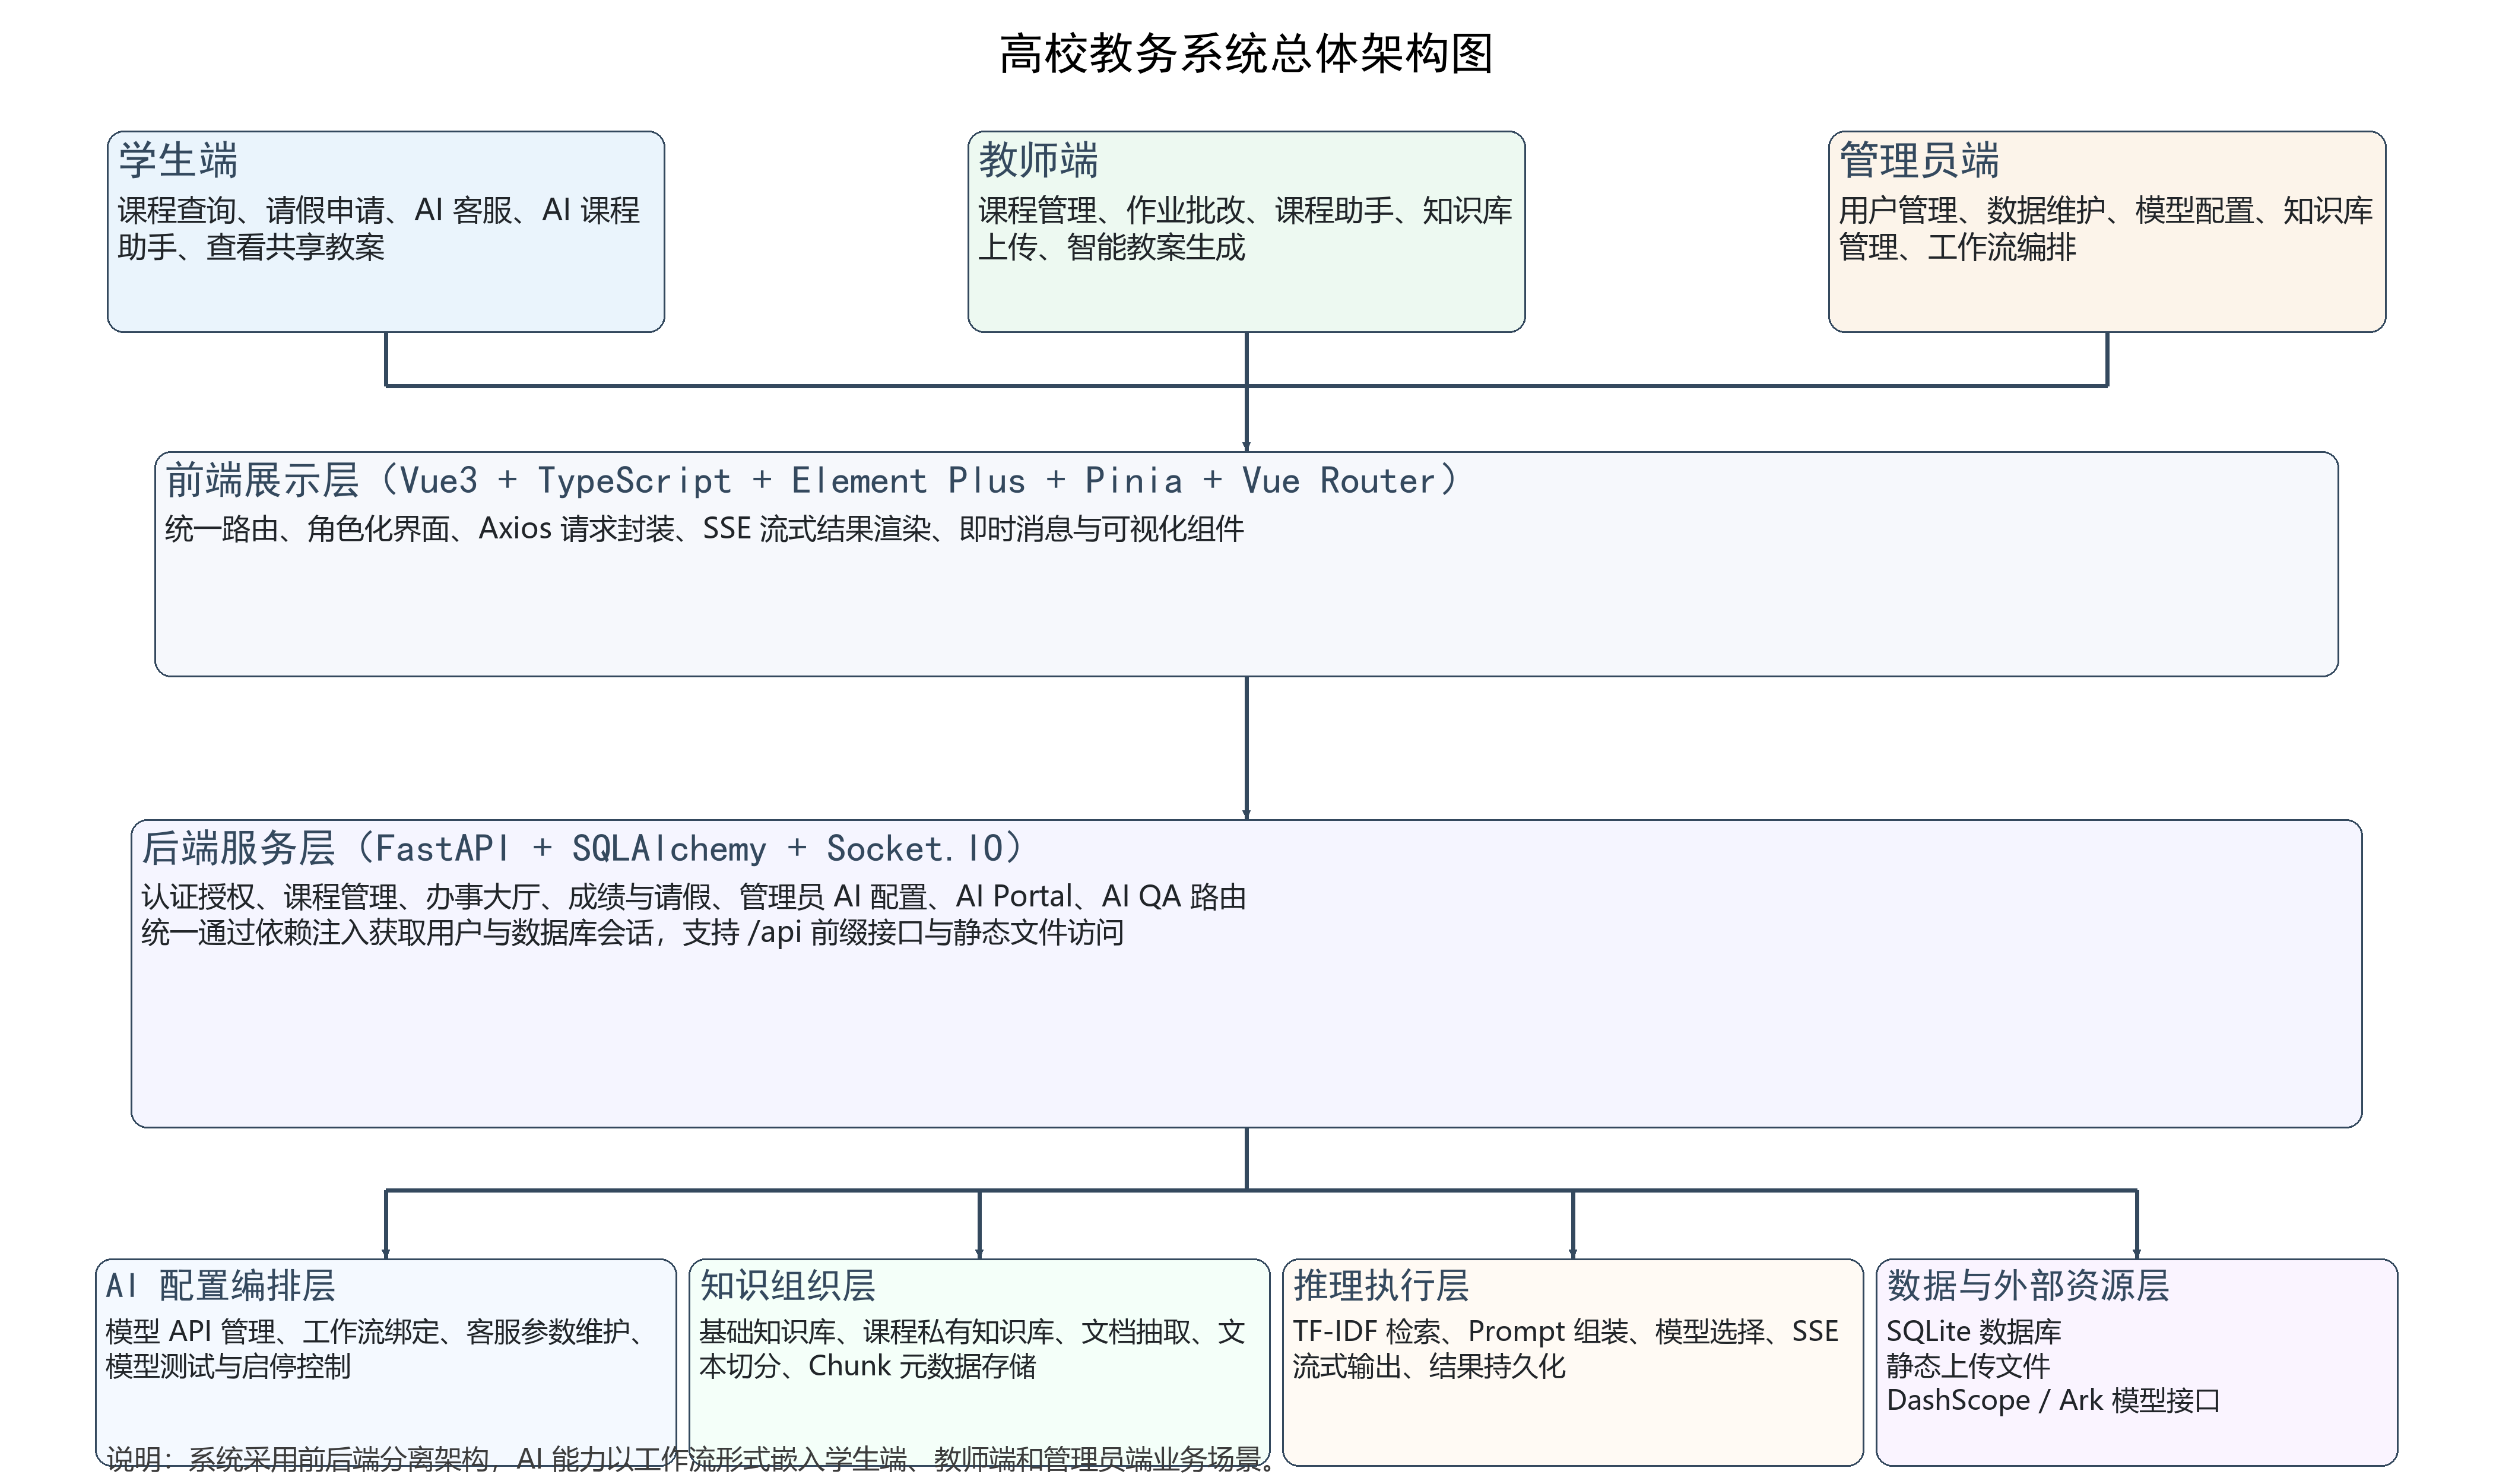 高校教务系统总体架构图
学生端
课程查询、请假申请、AI 客服、AI 课程
助手、查看共享教案
教师端
课程管理、作业批改、课程助手、知识库
上传、智能教案生成
管理员端
用户管理、数据维护、模型配置、知识库
管理、工作流编排
前端展示层（Vue3 + TypeScript + Element Plus + Pinia + Vue Router）
统一路由、角色化界面、Axios 请求封装、SSE 流式结果渲染、即时消息与可视化组件
后端服务层（FastAPI + SQLAlchemy + Socket.IO）
认证授权、课程管理、办事大厅、成绩与请假、管理员 AI 配置、AI Portal、AI QA 路由
统一通过依赖注入获取用户与数据库会话，支持 /api 前缀接口与静态文件访问
AI 配置编排层
模型 API 管理、工作流绑定、客服参数维护、
模型测试与启停控制
知识组织层
基础知识库、课程私有知识库、文档抽取、文
本切分、Chunk 元数据存储
推理执行层
TF-IDF 检索、Prompt 组装、模型选择、SSE
流式输出、结果持久化
数据与外部资源层
SQLite 数据库
静态上传文件
DashScope / Ark 模型接口
说明：系统采用前后端分离架构，AI 能力以工作流形式嵌入学生端、教师端和管理员端业务场景。